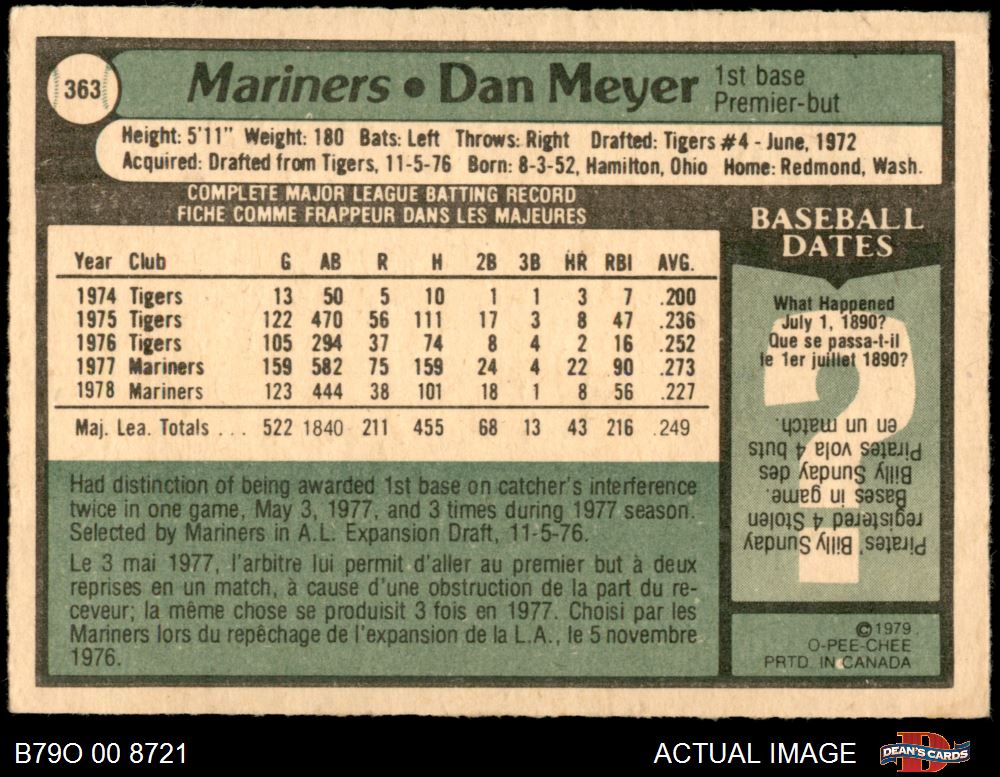 363
Mariners • Dan Meyer 1st base
Premier-but
Height: 5'11" Weight: 180 Bats: Left Throws: Right Drafted: Tigers #4 - June, 1972
Acquired: Drafted from Tigers, 11-5-76 Born: 8-3-52, Hamilton, Ohio Home: Redmond, Wash.
COMPLETE MAJOR LEAGUE BATTING RECORD
FICHE COMME FRAPPEUR DANS LES MAJEURES
Year Club G AB R H 2B 3B HR RBI AVG.
1974 Tigers 13 50 5 10 1 1 3 7 .200
1975 Tigers 122 470 56 111 17 3 8 47 .236
1976 Tigers 105 294 37 74 8 4 2 16 .252
1977 Mariners 159 582 75 159 24 4 22 90 .273
1978 Mariners 123 444 38 101 18 1 8 56 .227
Maj. Lea. Totals ... 522 1840 211 455 68 13 43 216 .249
Had distinction of being awarded 1st base on catcher's interference
twice in one game, May 3, 1977, and 3 times during 1977 season.
Selected by Mariners in A.L. Expansion Draft, 11-5-76.
Le 3 mai 1977, l'arbitre lui permit d'aller au premier but à deux
reprises en un match, à cause d'une obstruction de la part du re-
ceveur; la même chose se produisit 3 fois en 1977. Choisi par les
Mariners lors du repêchage de l'expansion de la L.A., le 5 novembre
1976.
BASEBALL
DATES
What Happened
July 1, 1890?
Que se passa-t-il
le 1er juillet 1890?
Pirates' Billy Sunday
registered 4 Stolen
Bases in game.
Billy Sunday des
Pirates vola 4 buts
en un match.
©1979
O-PEE-CHEE
PRTD. IN CANADA
B79O 00 8721
ACTUAL IMAGE
DEAN'S CARDS